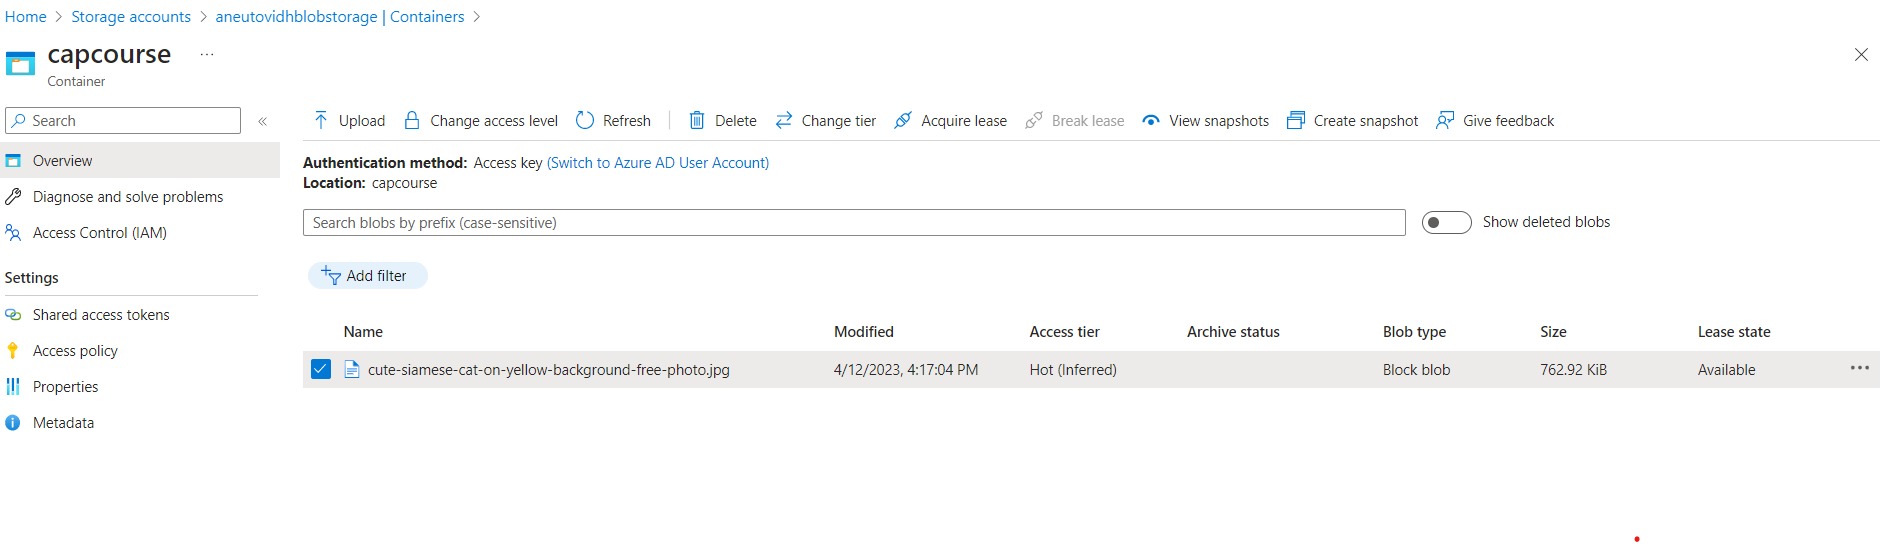 Home > Storage accounts > aneutovidhblobstorage | Containers >
capcourse ...
Container
Search «
Upload Change access level Refresh Delete Change tier Acquire lease Break lease View snapshots Create snapshot Give feedback
Overview
Diagnose and solve problems
Access Control (IAM)
Settings
Shared access tokens
Access policy
Properties
Metadata
Authentication method: Access key (Switch to Azure AD User Account)
Location: capcourse
Search blobs by prefix (case-sensitive) Show deleted blobs
Add filter
Name Modified Access tier Archive status Blob type Size Lease state
cute-siamese-cat-on-yellow-background-free-photo.jpg 4/12/2023, 4:17:04 PM Hot (Inferred) Block blob 762.92 KiB Available ...